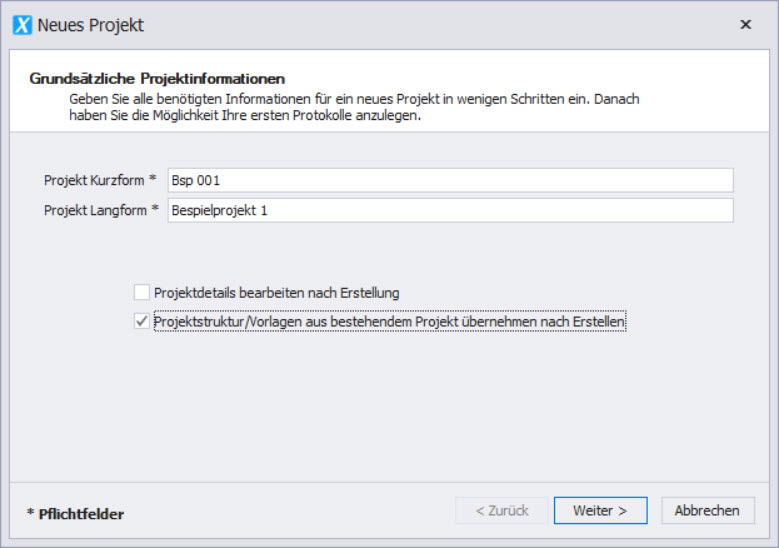 Neues Projekt
Grundsätzliche Projektinformationen
Geben Sie alle benötigten Informationen für ein neues Projekt in wenigen Schritten ein. Danach
haben Sie die Möglichkeit Ihre ersten Protokolle anzulegen.
Projekt Kurzform * Bsp 001
Projekt Langform * Bespielprojekt 1
Projektdetails bearbeiten nach Erstellung
Projektstruktur/Vorlagen aus bestehendem Projekt übernehmen nach Erstellen
* Pflichtfelder < Zurück Weiter > Abbrechen